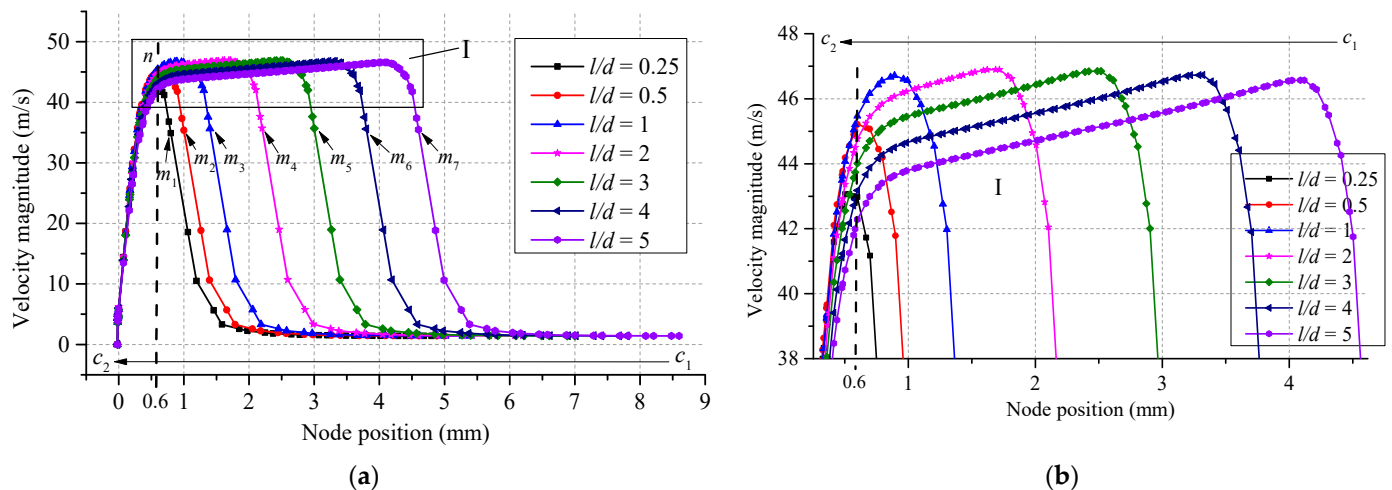 50
40
30
20
10
0
Velocity magnitude (m/s)
n
I
m1
m2
m3
m4
m5
m6
m7
l/d = 0.25
l/d = 0.5
l/d = 1
l/d = 2
l/d = 3
l/d = 4
l/d = 5
c2
c1
0 0.6 1 2 3 4 5 6 7 8 9
Node position (mm)
(a)
c2
c1
48
46
44
42
40
38
Velocity magnitude (m/s)
I
l/d = 0.25
l/d = 0.5
l/d = 1
l/d = 2
l/d = 3
l/d = 4
l/d = 5
0.6 1 2 3 4
Node position (mm)
(b)